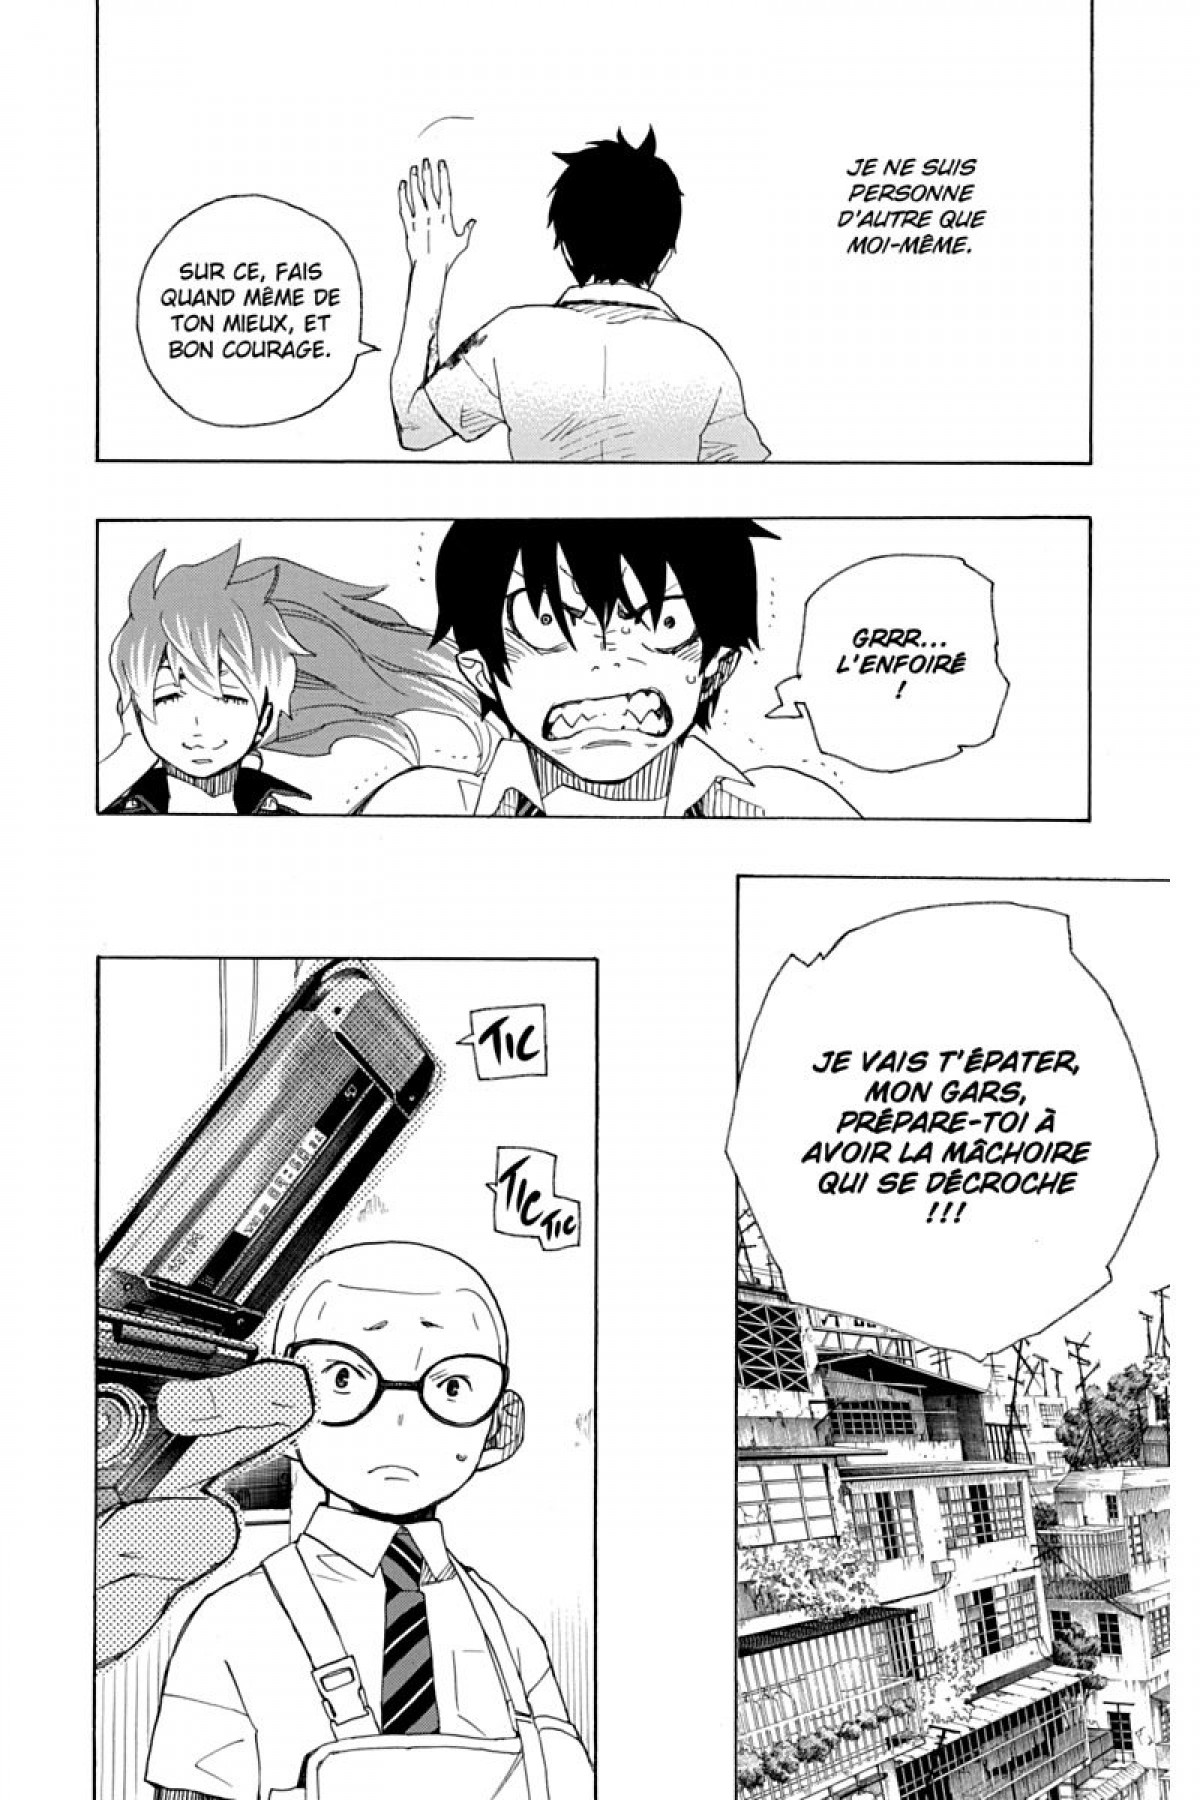 JE NE SUIS
PERSONNE
D'AUTRE QUE
MOI-MÊME.
SUR CE, FAIS
QUAND MÊME DE
TON MIEUX, ET
BON COURAGE.
GRRR...
L'ENFOIRÉ
!
JE VAIS T'ÉPATER,
MON GARS,
PRÉPARE-TOI À
AVOIR LA MÂCHOIRE
QUI SE DÉCROCHE
!!!
TIC
TIC
TIC